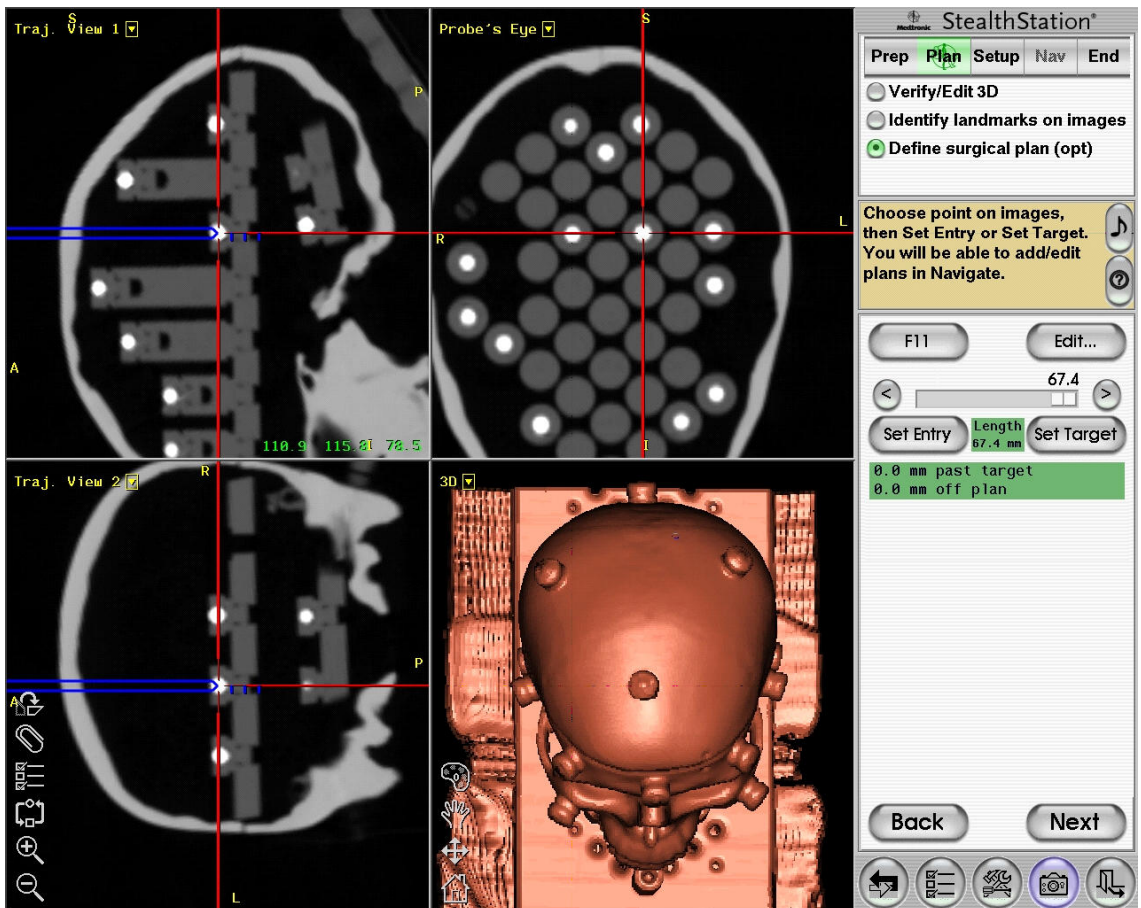 S
Traj. View 1
P
A
110.9 115.8 78.5
I
Probe's Eye
S
L
R
I
Traj. View 2
R
P
A
L
3D
Medtronic
StealthStation®
Prep Plan Setup Nav End
Verify/Edit 3D
Identify landmarks on images
Define surgical plan (opt)
Choose point on images,
then Set Entry or Set Target.
You will be able to add/edit
plans in Navigate.
F11
Edit...
67.4
< >
Set Entry
Length
67.4 mm
Set Target
0.0 mm past target
0.0 mm off plan
Back
Next